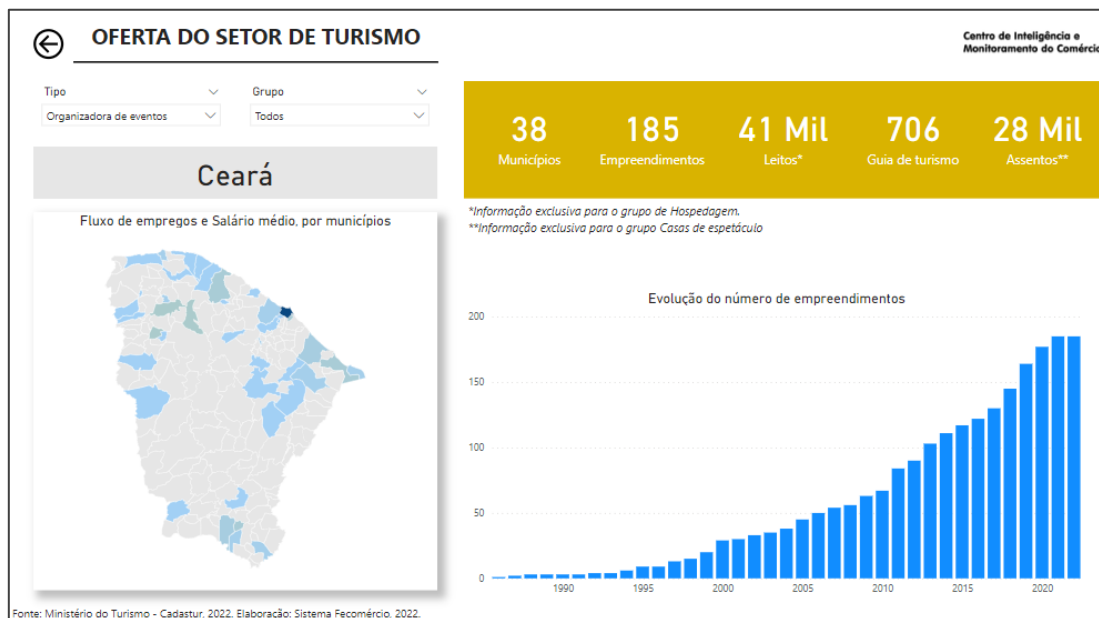 OFERTA DO SETOR DE TURISMO
Centro de Inteligência e
Monitoramento do Comércio
Tipo
Grupo
Organizadora de eventos
Todos
Ceará
38
Municípios
185
Empreendimentos
41 Mil
Leitos*
706
Guia de turismo
28 Mil
Assentos**
*Informação exclusiva para o grupo de Hospedagem.
**Informação exclusiva para o grupo Casas de espetáculo
Fluxo de empregos e Salário médio, por municípios
Evolução do número de empreendimentos
200
150
100
50
0
1990
1995
2000
2005
2010
2015
2020
Fonte: Ministério do Turismo - Cadastur, 2022. Elaboração: Sistema Fecomércio, 2022.